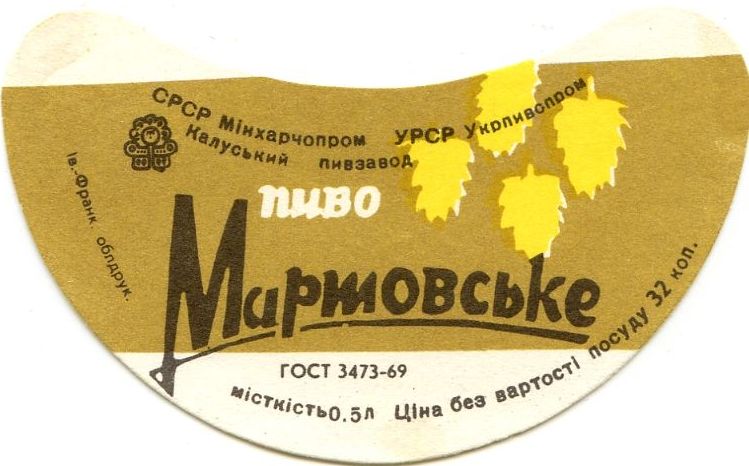 СРСР Мінхарчопром УРСР Укрпивопром
Калуський пивзавод
пиво
Мартовське
ГОСТ 3473-69
місткість 0.5л Ціна без вартості посуду 32 коп.
Ів.-Франк. облдрук.